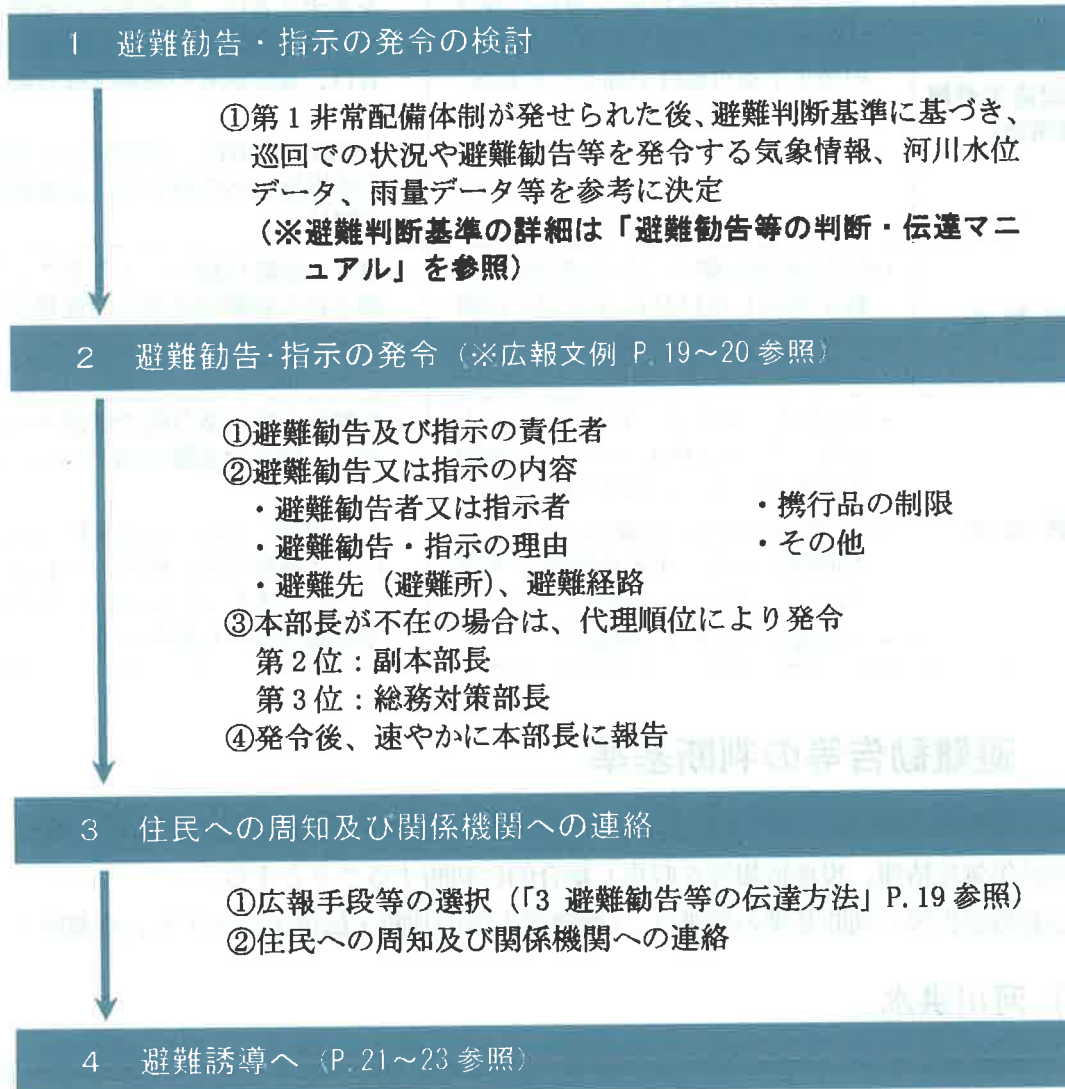 1 避難勧告・指示の発令の検討
①第1非常配備体制が発せられた後、避難判断基準に基づき、
巡回での状況や避難勧告等を発令する気象情報、河川水位
データ、雨量データ等を参考に決定
(※避難判断基準の詳細は「避難勧告等の判断・伝達マニ
ュアル」を参照)
2 避難勧告・指示の発令(※広報文例 P.19～20参照)
①避難勧告及び指示の責任者
②避難勧告又は指示の内容
・避難勧告者又は指示者 ・携行品の制限
・避難勧告・指示の理由 ・その他
・避難先(避難所)、避難経路
③本部長が不在の場合は、代理順位により発令
第2位:副本部長
第3位:総務対策部長
④発令後、速やかに本部長に報告
3 住民への周知及び関係機関への連絡
①広報手段等の選択(「3 避難勧告等の伝達方法」P.19参照)
②住民への周知及び関係機関への連絡
4 避難誘導へ(P.21～23参照)